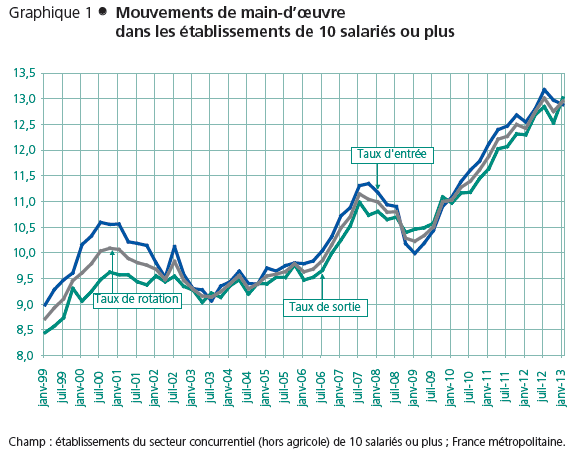 Graphique 1 • Mouvements de main-d'œuvre
dans les établissements de 10 salariés ou plus
13,5
13,0
12,5
12,0
11,5
11,0
10,5
10,0
9,5
9,0
8,5
8,0
Taux d'entrée
Taux de rotation
Taux de sortie
janv-99
juil-99
janv-00
juil-00
janv-01
juil-01
janv-02
juil-02
janv-03
juil-03
janv-04
juil-04
janv-05
juil-05
janv-06
juil-06
janv-07
juil-07
janv-08
juil-08
janv-09
juil-09
janv-10
juil-10
janv-11
juil-11
janv-12
juil-12
janv-13
Champ : établissements du secteur concurrentiel (hors agricole) de 10 salariés ou plus ; France métropolitaine.